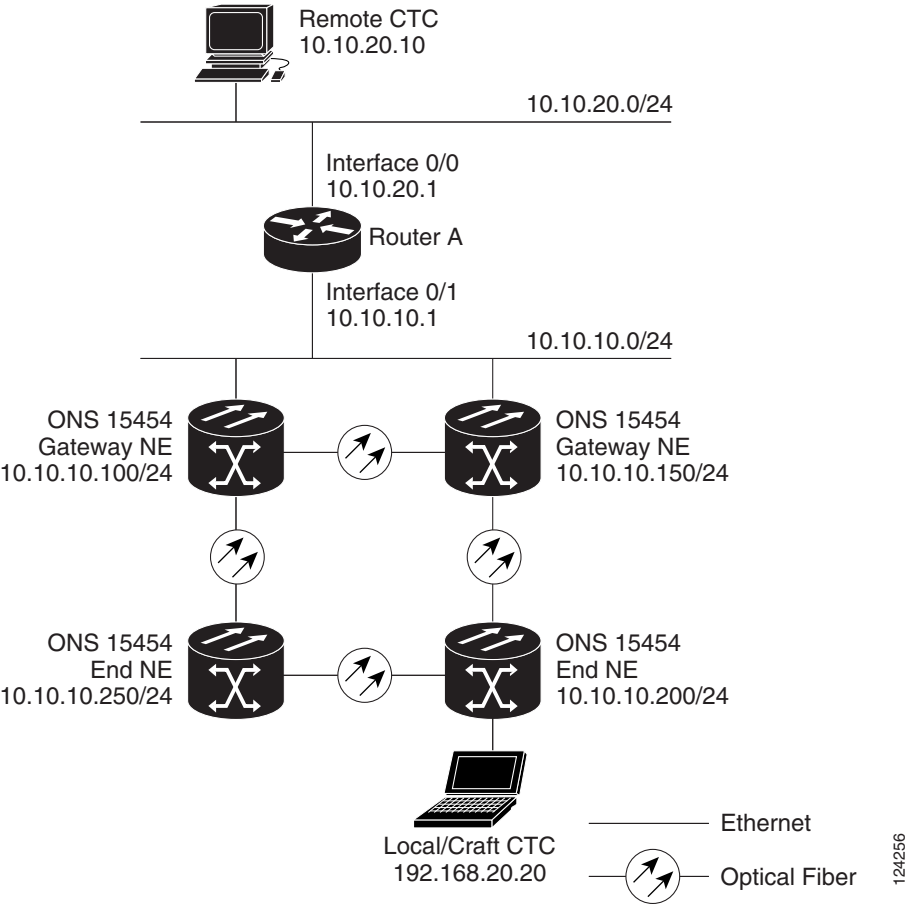 Remote CTC
10.10.20.10
10.10.20.0/24
Interface 0/0
10.10.20.1
Router A
Interface 0/1
10.10.10.1
10.10.10.0/24
ONS 15454
Gateway NE
10.10.10.100/24
ONS 15454
Gateway NE
10.10.10.150/24
ONS 15454
End NE
10.10.10.250/24
ONS 15454
End NE
10.10.10.200/24
Local/Craft CTC
192.168.20.20
Ethernet
Optical Fiber
124256